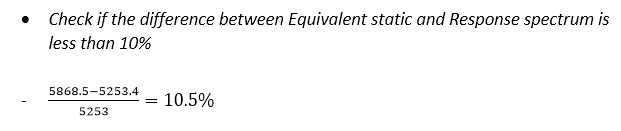 • Check if the difference between Equivalent static and Response spectrum is
less than 10%
- 5868.5−5253.4
5253
= 10.5%